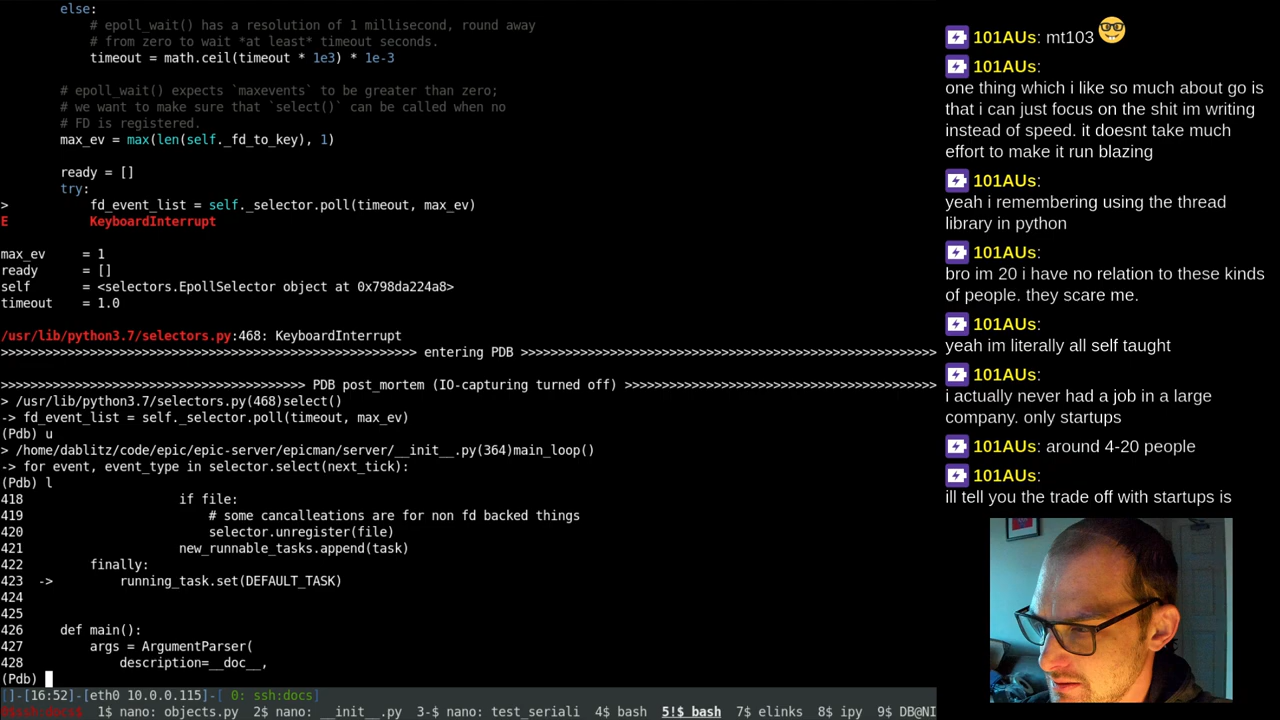 else:
# epoll_wait() has a resolution of 1 millisecond, round away
# from zero to wait *at least* timeout seconds.
timeout = math.ceil(timeout * 1e3) * 1e-3
# epoll_wait() expects `maxevents` to be greater than zero;
# we want to make sure that `select()` can be called when no
# FD is registered.
max_ev = max(len(self._fd_to_key), 1)
ready = []
try:
> fd_event_list = self._selector.poll(timeout, max_ev)
E KeyboardInterrupt
max_ev = 1
ready = []
self = <selectors.EpollSelector object at 0x798da224a8>
timeout = 1.0
/usr/lib/python3.7/selectors.py:468: KeyboardInterrupt
>>>>>>>>>>>>>>>>>>>>>>>>>>>>>>>>>>>>>>>>>>>>>>>>>>>>>>>>>>>>> entering PDB >>>>>>>>>>>>>>>>>>>>>>>>>>>>>>>>>>>>>>>>>>>>>>>>>>>>>>>>>>>>>
>>>>>>>>>>>>>>>>>>>>>>>>>>>>>>>>>>>>>>>>>>>>> PDB post_mortem (IO-capturing turned off) >>>>>>>>>>>>>>>>>>>>>>>>>>>>>>>>>>>>>>>>>>>>>
> /usr/lib/python3.7/selectors.py(468)select()
-> fd_event_list = self._selector.poll(timeout, max_ev)
(Pdb) u
> /home/dablitz/code/epic/epic-server/epicman/server/__init__.py(364)main_loop()
-> for event, event_type in selector.select(next_tick):
(Pdb) l
418 if file:
419 # some cancalleations are for non fd backed things
420 selector.unregister(file)
421 new_runnable_tasks.append(task)
422 finally:
423 -> running_task.set(DEFAULT_TASK)
424
425
426 def main():
427 args = ArgumentParser(
428 description=__doc__,
(Pdb)
[]-[16:52]-[eth0 10.0.0.115]-[ 0: ssh:docs]
0$ssh:docs$ 1$ nano: objects.py 2$ nano: __init__.py 3-$ nano: test_seriali 4$ bash 5!$ bash 7$ elinks 8$ ipy 9$ DB@NI
101AUs: mt103 🤓
101AUs:
one thing which i like so much about go is
that i can just focus on the shit im writing
instead of speed. it doesnt take much
effort to make it run blazing
101AUs:
yeah i remembering using the thread
library in python
101AUs:
bro im 20 i have no relation to these kinds
of people. they scare me.
101AUs:
yeah im literally all self taught
101AUs:
i actually never had a job in a large
company. only startups
101AUs: around 4-20 people
101AUs:
ill tell you the trade off with startups is